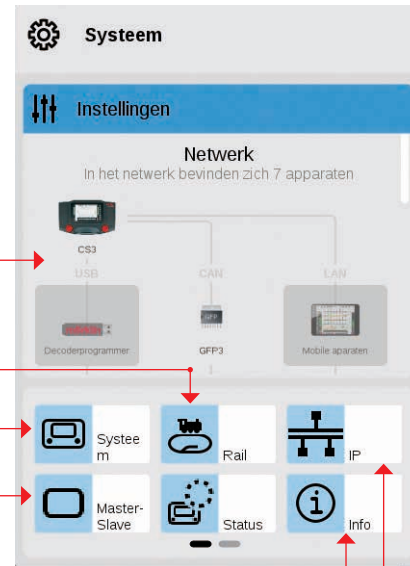 Systeem
Instellingen
Netwerk
In het netwerk bevinden zich 7 apparaten
CS3
USB
CAN
LAN
GFP
Decoderprogrammer
GFP3
Mobile aparaten
Systee
m
Rail
IP
Master-
Slave
Status
Info